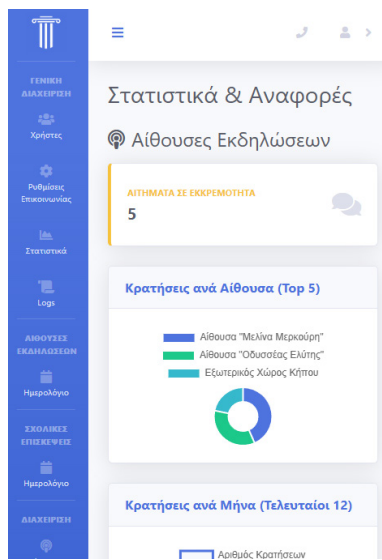 ΓΕΝΙΚΗ
ΔΙΑΧΕΙΡΙΣΗ
Χρήστες
Ρυθμίσεις
Επικοινωνίας
Στατιστικά
Logs
ΑΙΘΟΥΣΕΣ
ΕΚΔΗΛΩΣΕΩΝ
Ημερολόγιο
ΣΧΟΛΙΚΕΣ
ΕΠΙΣΚΕΨΕΙΣ
Ημερολόγιο
ΔΙΑΧΕΙΡΙΣΗ
Στατιστικά & Αναφορές
Αίθουσες Εκδηλώσεων
ΑΙΤΗΜΑΤΑ ΣΕ ΕΚΚΡΕΜΟΤΗΤΑ
5
Κρατήσεις ανά Αίθουσα (Top 5)
Αίθουσα "Μελίνα Μερκούρη"
Αίθουσα "Οδυσσέας Ελύτης"
Εξωτερικός Χώρος Κήπου
Κρατήσεις ανά Μήνα (Τελευταίοι 12)
Αριθμός Κρατήσεων